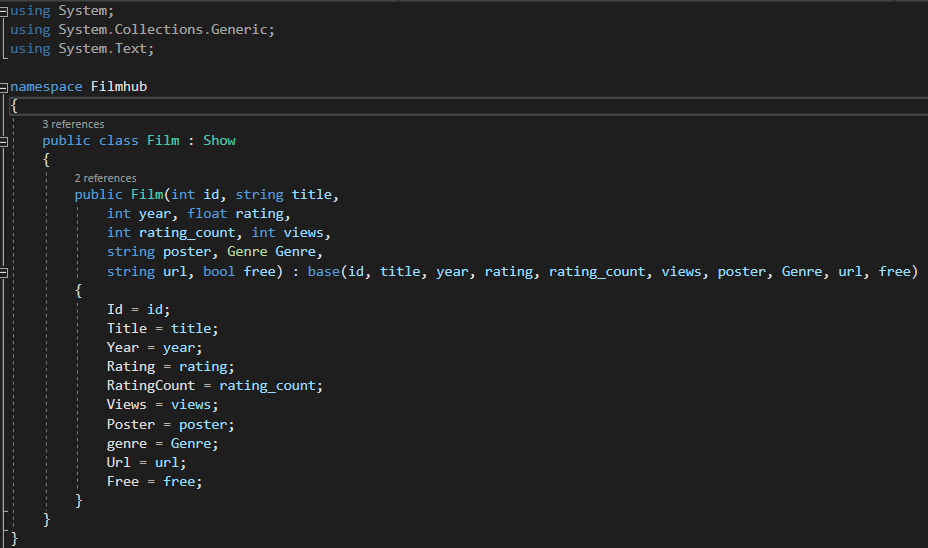 using System;
using System.Collections.Generic;
using System.Text;
namespace Filmhub
{
3 references
public class Film : Show
{
2 references
public Film(int id, string title,
int year, float rating,
int rating_count, int views,
string poster, Genre Genre,
string url, bool free) : base(id, title, year, rating, rating_count, views, poster, Genre, url, free)
{
Id = id;
Title = title;
Year = year;
Rating = rating;
RatingCount = rating_count;
Views = views;
Poster = poster;
genre = Genre;
Url = url;
Free = free;
}
}
}